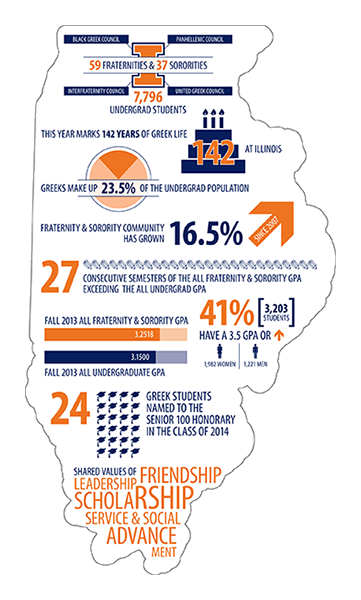 BLACK GREEK COUNCIL
PANHELLENIC COUNCIL
59 FRATERNITIES & 37 SORORITIES
INTERFRATERNITY COUNCIL
UNITED GREEK COUNCIL
7,796
UNDERGRAD STUDENTS
THIS YEAR MARKS 142 YEARS OF GREEK LIFE
142
AT ILLINOIS
GREEKS MAKE UP 23.5% OF THE UNDERGRAD POPULATION
FRATERNITY & SORORITY COMMUNITY
HAS GROWN
16.5%
SINCE 2007
27
CONSECUTIVE SEMESTERS OF THE ALL FRATERNITY & SORORITY GPA
EXCEEDING THE ALL UNDERGRAD GPA
FALL 2013 ALL FRATERNITY & SORORITY GPA
3.2518
3.1500
FALL 2013 ALL UNDERGRADUATE GPA
41% [3,203
STUDENTS]
HAVE A 3.5 GPA OR
1,982 WOMEN
1,221 MEN
24
GREEK STUDENTS
NAMED TO THE
SENIOR 100 HONORARY
IN THE CLASS OF 2014
SHARED VALUES OF FRIENDSHIP
LEADERSHIP
SCHOLARSHIP
SERVICE & SOCIAL
ADVANCE
MENT